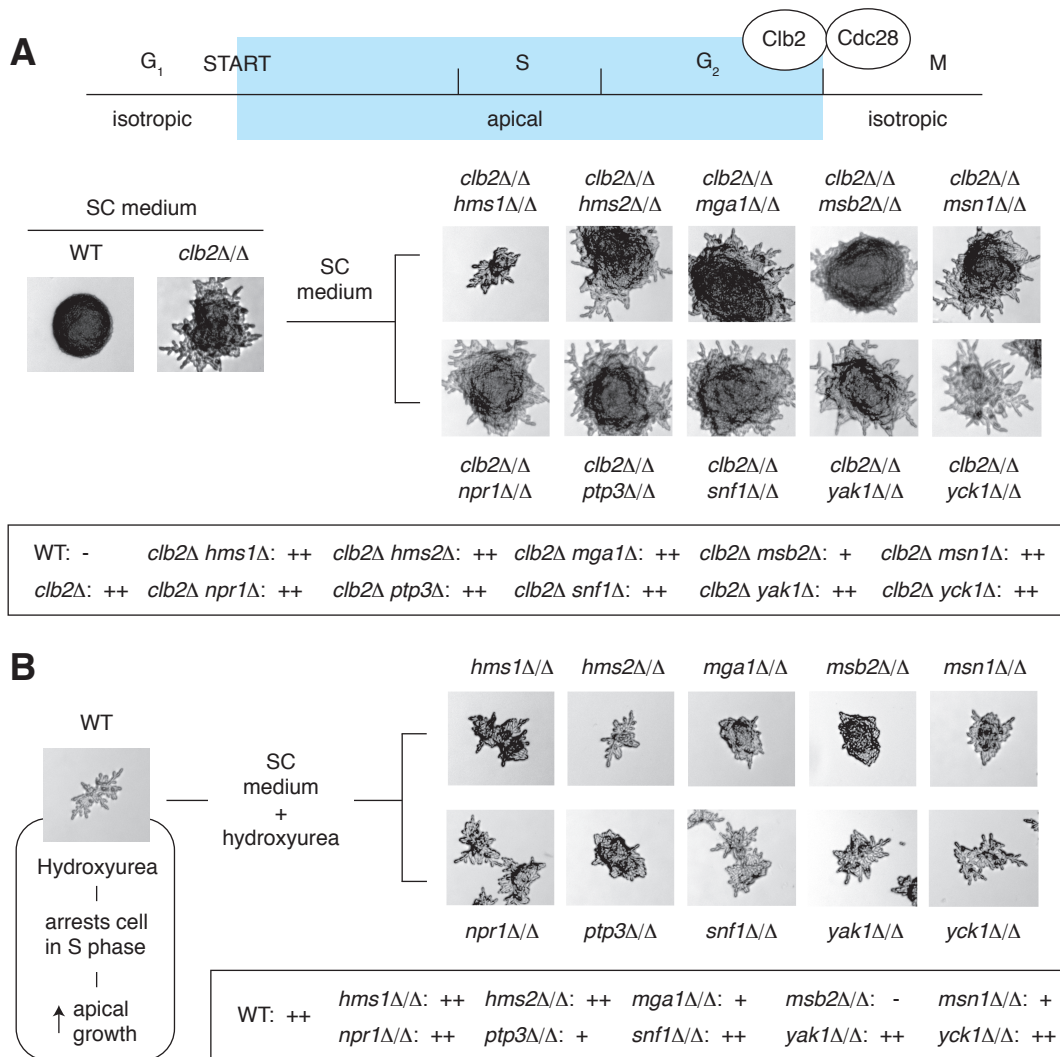 A
Clb2 Cdc28
G1 START S G2 M
isotropic apical isotropic
SC medium
WT clb2Δ/Δ
SC
medium
clb2Δ/Δ clb2Δ/Δ clb2Δ/Δ clb2Δ/Δ clb2Δ/Δ
hms1Δ/Δ hms2Δ/Δ mga1Δ/Δ msb2Δ/Δ msn1Δ/Δ
clb2Δ/Δ clb2Δ/Δ clb2Δ/Δ clb2Δ/Δ clb2Δ/Δ
npr1Δ/Δ ptp3Δ/Δ snf1Δ/Δ yak1Δ/Δ yck1Δ/Δ
WT: - clb2Δ hms1Δ: ++ clb2Δ hms2Δ: ++ clb2Δ mga1Δ: ++ clb2Δ msb2Δ: + clb2Δ msn1Δ: ++
clb2Δ: ++ clb2Δ npr1Δ: ++ clb2Δ ptp3Δ: ++ clb2Δ snf1Δ: ++ clb2Δ yak1Δ: ++ clb2Δ yck1Δ: ++
B
WT
Hydroxyurea
arrests cell
in S phase
apical
growth
SC
medium
+
hydroxyurea
hms1Δ/Δ hms2Δ/Δ mga1Δ/Δ msb2Δ/Δ msn1Δ/Δ
npr1Δ/Δ ptp3Δ/Δ snf1Δ/Δ yak1Δ/Δ yck1Δ/Δ
WT: ++
hms1Δ/Δ: ++ hms2Δ/Δ: ++ mga1Δ/Δ: + msb2Δ/Δ: - msn1Δ/Δ: +
npr1Δ/Δ: ++ ptp3Δ/Δ: + snf1Δ/Δ: ++ yak1Δ/Δ: ++ yck1Δ/Δ: ++